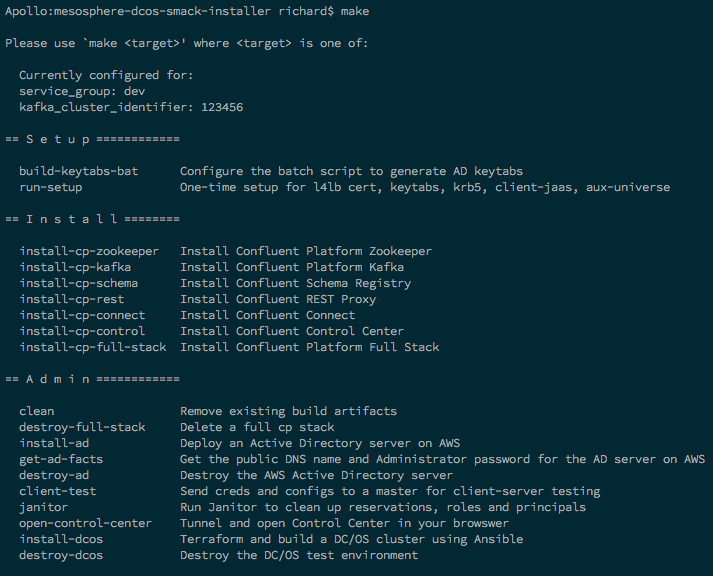 Apollo:mesosphere-dcos-smack-installer richard$ make
Please use `make <target>' where <target> is one of:
Currently configured for:
service_group: dev
kafka_cluster_identifier: 123456
== S e t u p ============
build-keytabs-bat Configure the batch script to generate AD keytabs
run-setup One-time setup for l4lb cert, keytabs, krb5, client-jaas, aux-universe
== I n s t a l l ========
install-cp-zookeeper Install Confluent Platform Zookeeper
install-cp-kafka Install Confluent Platform Kafka
install-cp-schema Install Confluent Schema Registry
install-cp-rest Install Confluent REST Proxy
install-cp-connect Install Confluent Connect
install-cp-control Install Confluent Control Center
install-cp-full-stack Install Confluent Platform Full Stack
== A d m i n ============
clean Remove existing build artifacts
destroy-full-stack Delete a full cp stack
install-ad Deploy an Active Directory server on AWS
get-ad-facts Get the public DNS name and Administrator password for the AD server on AWS
destroy-ad Destroy the AWS Active Directory server
client-test Send creds and configs to a master for client-server testing
janitor Run Janitor to clean up reservations, roles and principals
open-control-center Tunnel and open Control Center in your browswer
install-dcos Terraform and build a DC/OS cluster using Ansible
destroy-dcos Destroy the DC/OS test environment